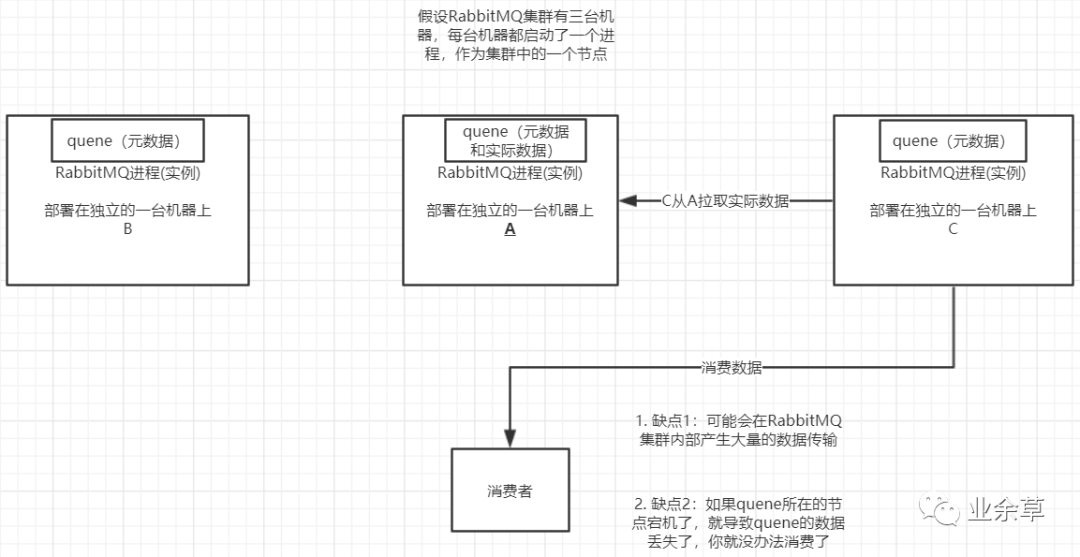 假设RabbitMQ集群有三台机
器，每台机器都启动了一个进
程，作为集群中的一个节点
quene（元数据）
RabbitMQ进程(实例)
部署在独立的一台机器上
B
quene（元数据
和实际数据）
RabbitMQ进程(实例)
部署在独立的一台机器上
A
C从A拉取实际数据
quene（元数据）
RabbitMQ进程(实例)
部署在独立的一台机器上
C
消费数据
消费者
1. 缺点1：可能会在RabbitMQ
集群内部产生大量的数据传输
2. 缺点2：如果quene所在的节
点宕机了，就导致quene的数据
丢失了，你就没办法消费了
业余草